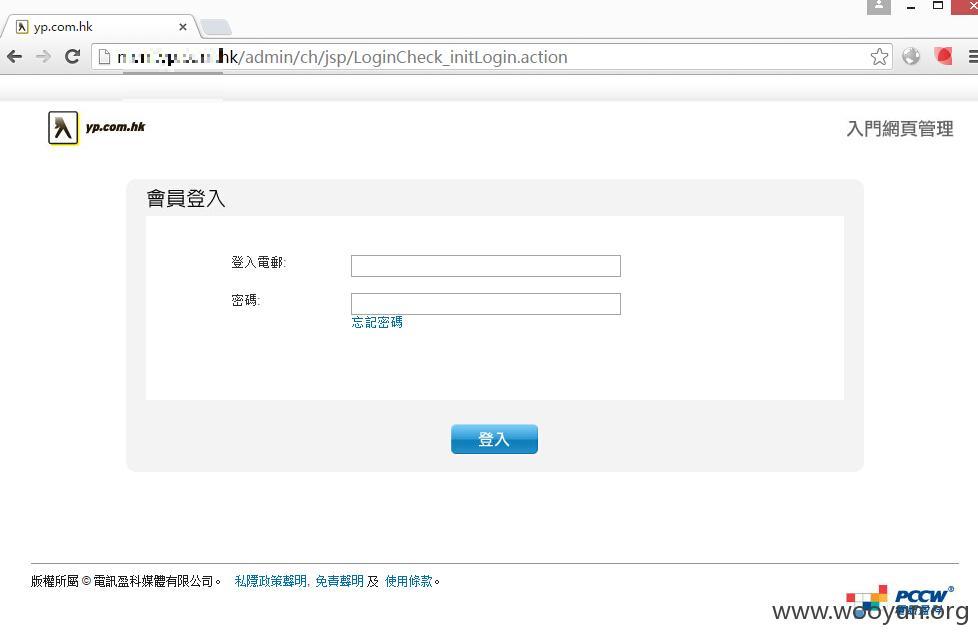 yp.com.hk
hk/admin/ch/jsp/LoginCheck_initLogin.action
yp.com.hk
入門網頁管理
會員登入
登入電郵:
密碼:
忘記密碼
登入
版權所屬 © 電訊盈科媒體有限公司。 私隱政策聲明, 免責聲明 及 使用條款。
PCCW
www.wooyun.org